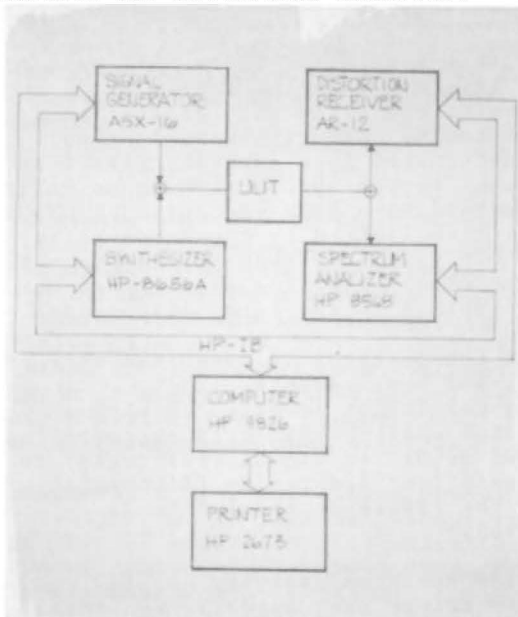 SIGNAL
GENERATOR
ASX-16
DISTORTION
RECEIVER
AR-12
UUT
SYNTHESIZER
HP-8656A
SPECTRUM
ANALIZER
HP 8568
HP-IB
COMPUTER
HP 9826
PRINTER
HP 2673